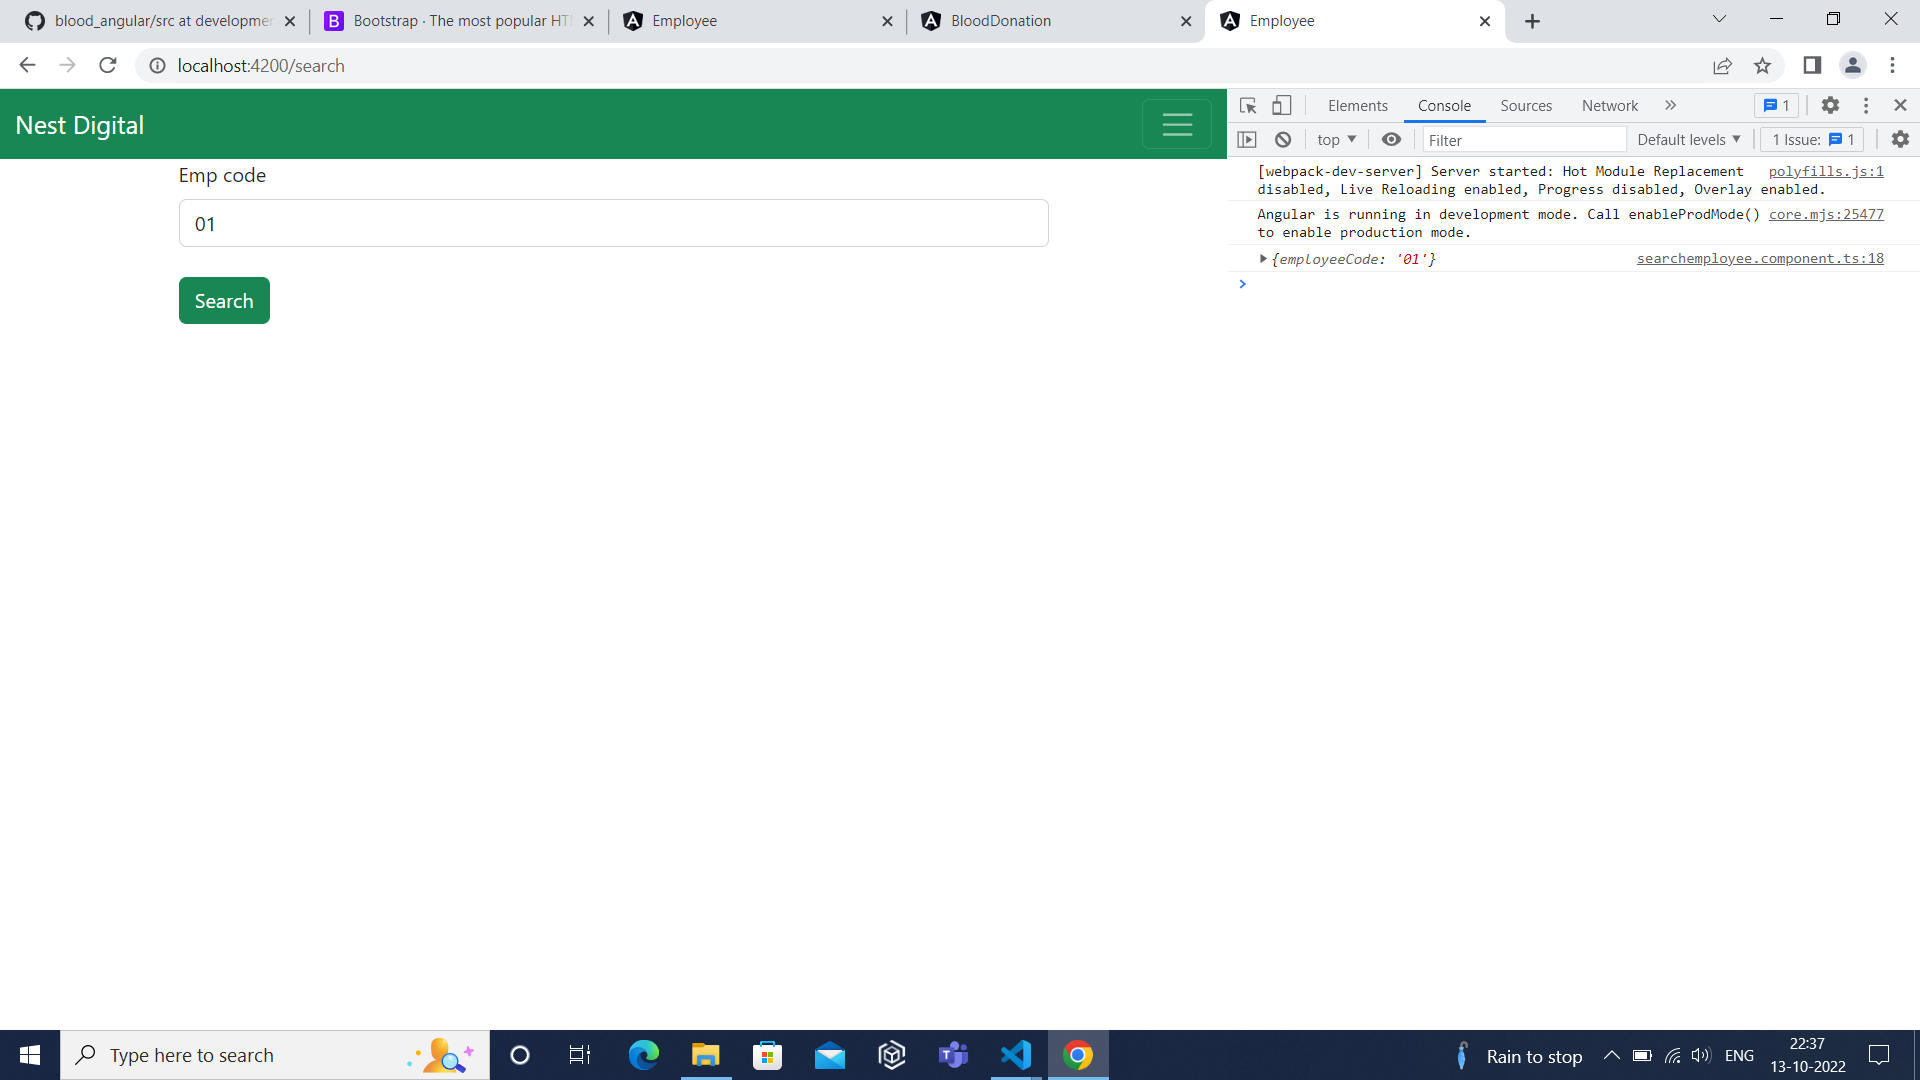 blood_angular/src at developmen
Bootstrap · The most popular HT
Employee
BloodDonation
Employee
localhost:4200/search
Nest Digital
Emp code
01
Search
Elements
Console
Sources
Network
1
top
Filter
Default levels
1 Issue:
1
[webpack-dev-server] Server started: Hot Module Replacement
polyfills.js:1
disabled, Live Reloading enabled, Progress disabled, Overlay enabled.
Angular is running in development mode. Call enableProdMode()
core.mjs:25477
to enable production mode.
{employeeCode: '01'}
searchemployee.component.ts:18
Type here to search
Rain to stop
ENG
22:37
13-10-2022